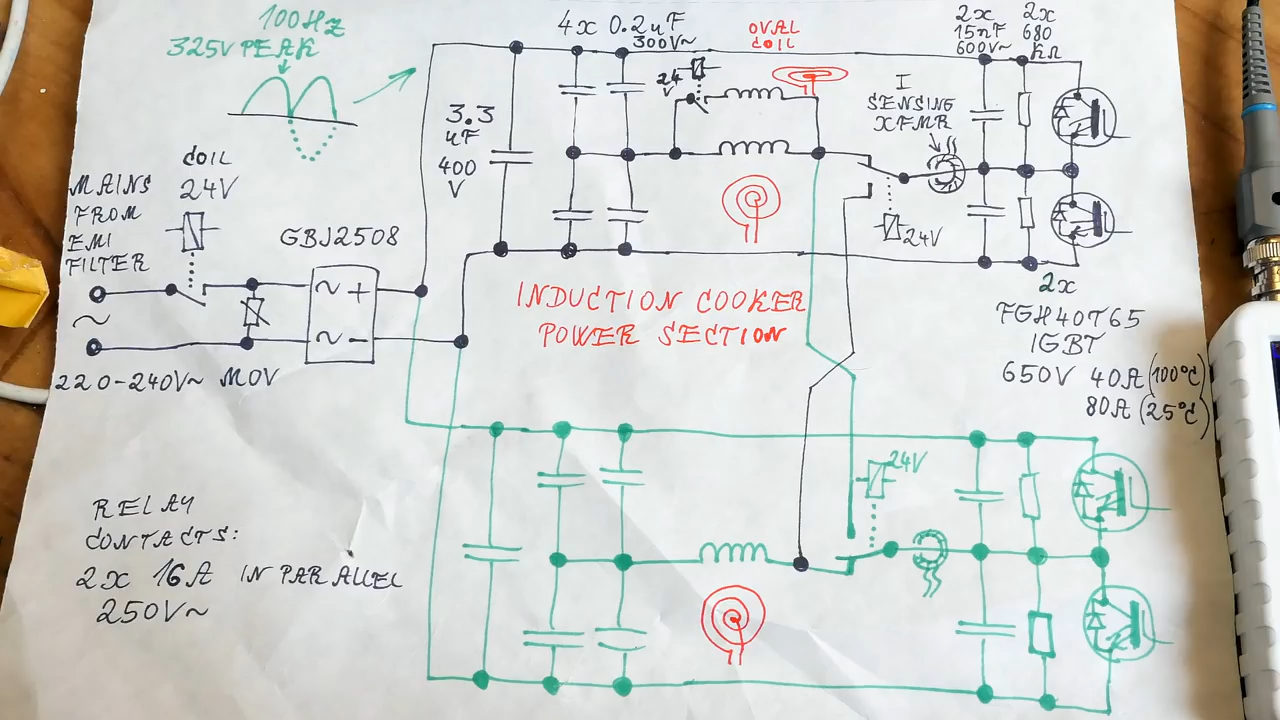 100Hz
325V PEAK
MAINS
FROM
EMI
FILTER
COIL
24V
GBJ2508
~ +
~ -
~
220-240V~ MOV
3.3
uF
400
V
4x 0.2uF
300V~
24
V
OVAL
COIL
I
SENSING
XFMR
24V
2x
15nF
600V~
2x
680
kΩ
INDUCTION COOKER
POWER SECTION
2x
FGH40T65
IGBT
650V 40A (100°C)
80A (25°C)
24V
RELAY
CONTACTS:
2x 16A IN PARALLEL
250V~